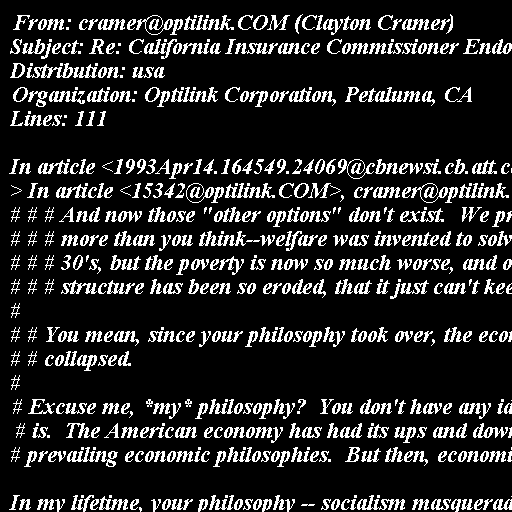 From: cramer@optilink.COM (Clayton Cramer)
Subject: Re: California Insurance Commissioner Endo
Distribution: usa
Organization: Optilink Corporation, Petaluma, CA
Lines: 111

In article <1993Apr14.164549.24069@cbnewsi.cb.att.c
> In article <15342@optilink.COM>, cramer@optilink.
# # # And now those "other options" don't exist.  We pr
# # # more than you think--welfare was invented to solv
# # # 30's, but the poverty is now so much worse, and o
# # # structure has been so eroded, that it just can't kee
#
# # You mean, since your philosophy took over, the eco
# # collapsed.
#
# Excuse me, *my* philosophy?  You don't have any id
# is.  The American economy has had its ups and down
# prevailing economic philosophies.  But then, economi

In my lifetime, your philosophy -- socialism masquerad